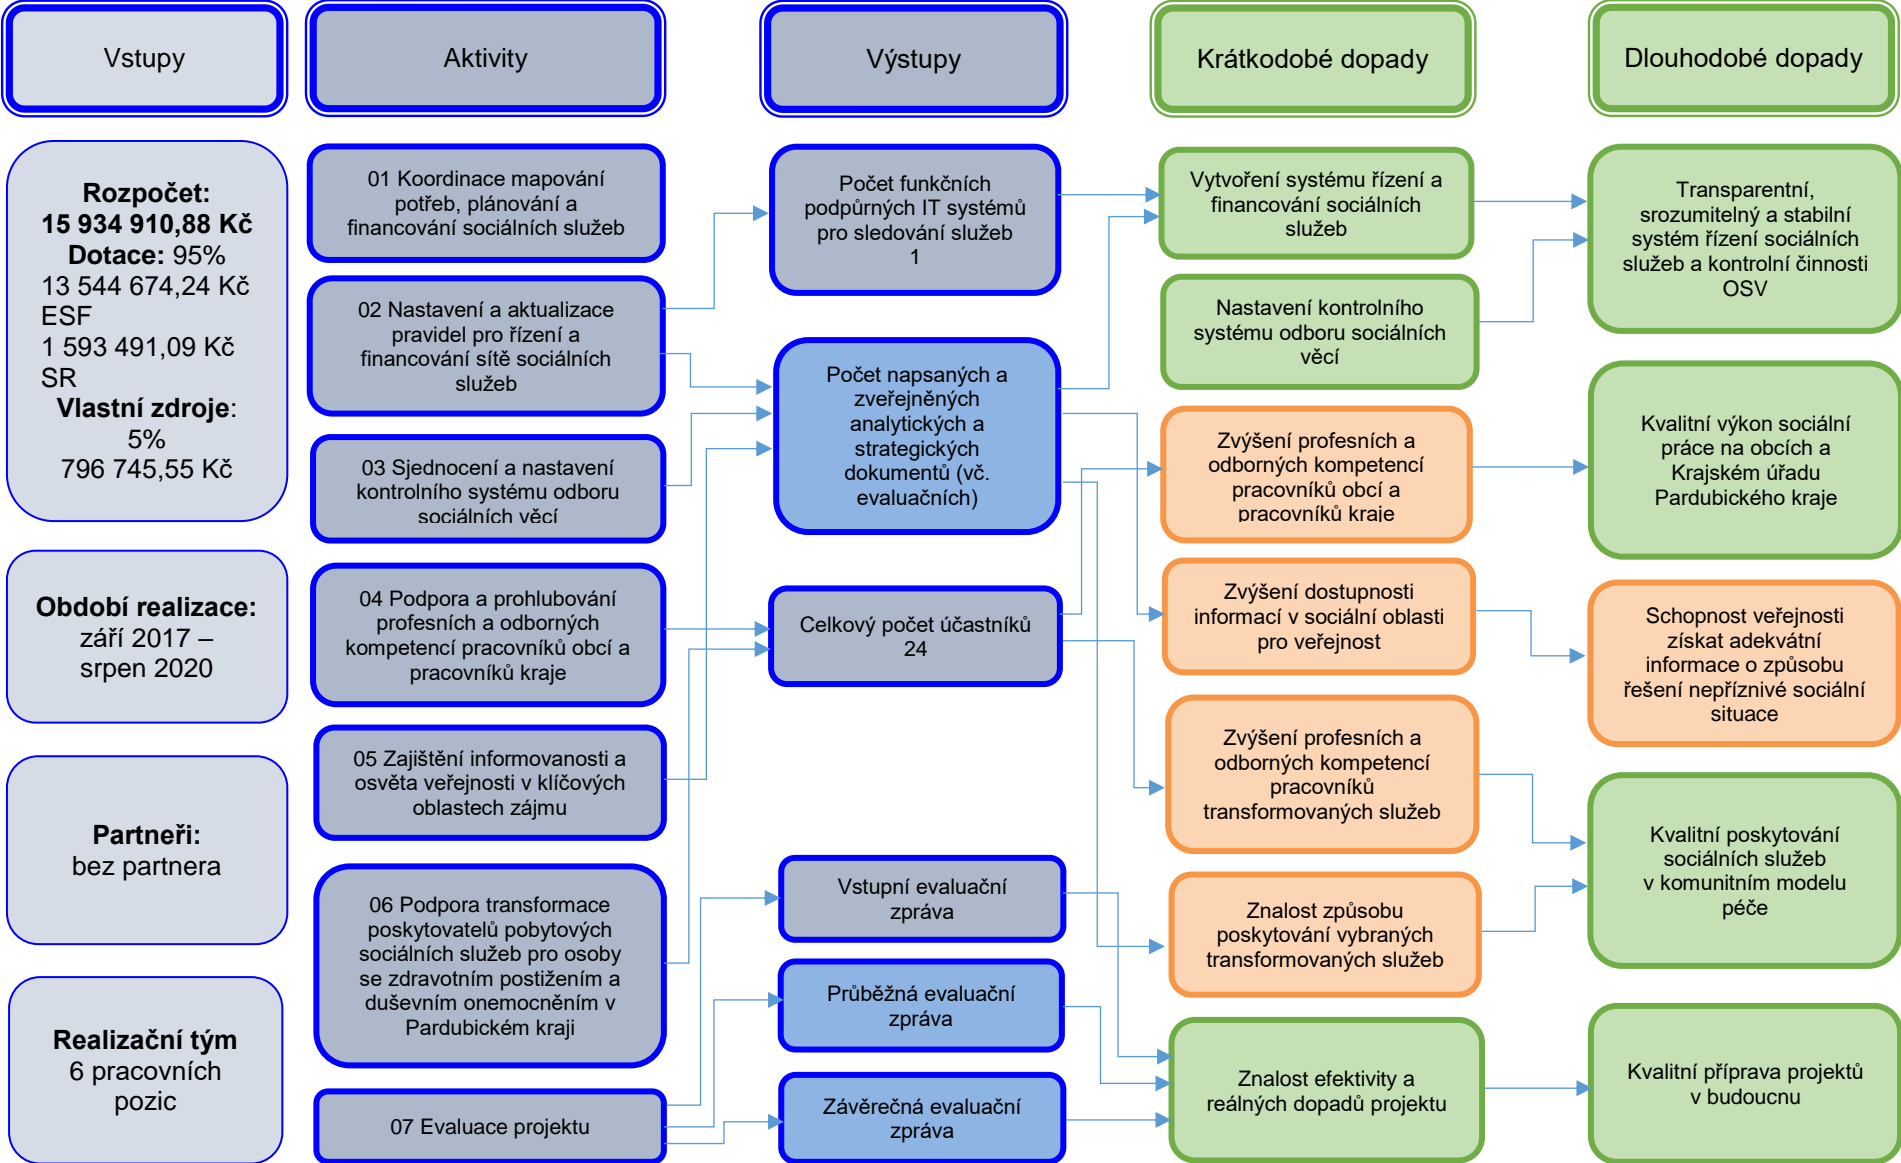 Vstupy
Aktivity
Výstupy
Krátkodobé dopady
Dlouhodobé dopady
Rozpočet:
15 934 910,88 Kč
Dotace: 95%
13 544 674,24 Kč
ESF
1 593 491,09 Kč
SR
Vlastní zdroje:
5%
796 745,55 Kč
Období realizace:
září 2017 –
srpen 2020
Partneři:
bez partnera
Realizační tým
6 pracovních
pozic
01 Koordinace mapování
potřeb, plánování a
financování sociálních služeb
02 Nastavení a aktualizace
pravidel pro řízení a
financování sítě sociálních
služeb
03 Sjednocení a nastavení
kontrolního systému odboru
sociálních věcí
04 Podpora a prohlubování
profesních a odborných
kompetencí pracovníků obcí a
pracovníků kraje
05 Zajištění informovanosti a
osvěta veřejnosti v klíčových
oblastech zájmu
06 Podpora transformace
poskytovatelů pobytových
sociálních služeb pro osoby
se zdravotním postižením a
duševním onemocněním v
Pardubickém kraji
07 Evaluace projektu
Počet funkčních
podpůrných IT systémů
pro sledování služeb
1
Počet napsaných a
zveřejněných
analytických a
strategických
dokumentů (vč.
evaluačních)
Celkový počet účastníků
24
Vstupní evaluační
zpráva
Průběžná evaluační
zpráva
Závěrečná evaluační
zpráva
Vytvoření systému řízení a
financování sociálních
služeb
Nastavení kontrolního
systému odboru sociálních
věcí
Zvýšení profesních a
odborných kompetencí
pracovníků obcí a
pracovníků kraje
Zvýšení dostupnosti
informací v sociální oblasti
pro veřejnost
Zvýšení profesních a
odborných kompetencí
pracovníků
transformovaných služeb
Znalost způsobu
poskytování vybraných
transformovaných služeb
Znalost efektivity a
reálných dopadů projektu
Transparentní,
srozumitelný a stabilní
systém řízení sociálních
služeb a kontrolní činnosti
OSV
Kvalitní výkon sociální
práce na obcích a
Krajském úřadu
Pardubického kraje
Schopnost veřejnosti
získat adekvátní
informace o způsobu
řešení nepříznivé sociální
situace
Kvalitní poskytování
sociálních služeb
v komunitním modelu
péče
Kvalitní příprava projektů
v budoucnu